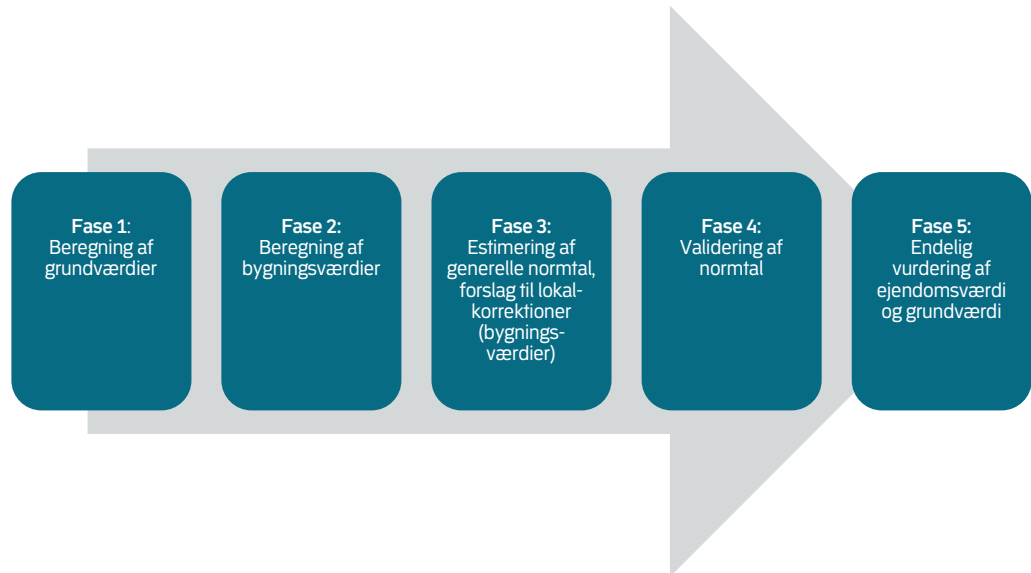 Fase 1:
Beregning af
grundværdier
Fase 2:
Beregning af
bygningsværdier
Fase 3:
Estimering af
generelle normtal,
forslag til lokal-
korrektioner
(bygnings-
værdier)
Fase 4:
Validering af
normtal
Fase 5:
Endelig
vurdering af
ejendomsværdi
og grundværdi